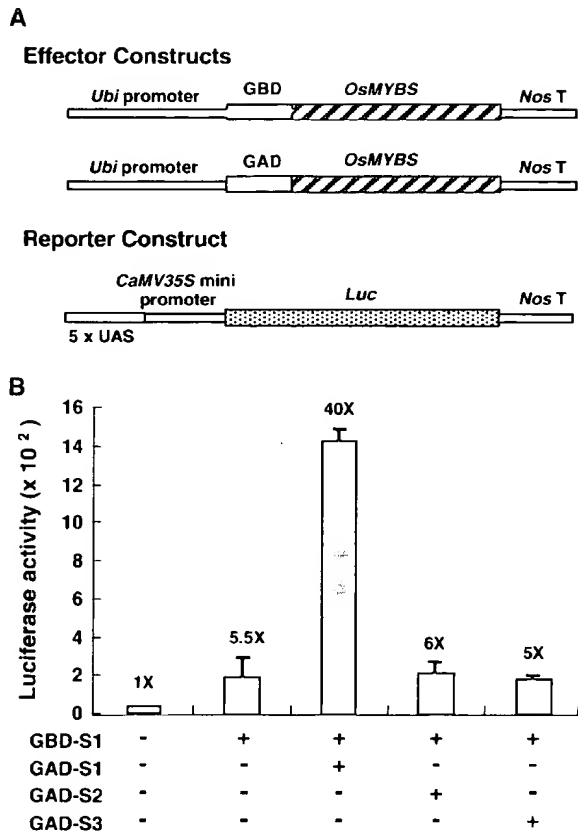 A
Effector Constructs
Ubi promoter GBD OsMYBS Nos T
Ubi promoter GAD OsMYBS Nos T
Reporter Construct
CaMV35S mini
promoter Luc Nos T
5 x UAS
B
Luciferase activity (x 10 2)
16
14
12
10
8
6
4
2
0
1X 5.5X 40X 6X 5X
GBD-S1 - + + + +
GAD-S1 - - + - -
GAD-S2 - - - + -
GAD-S3 - - - - +